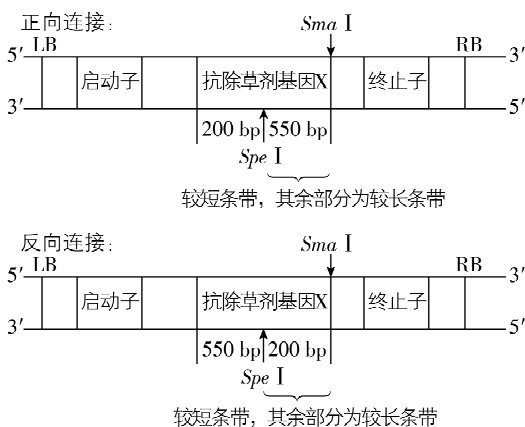 正向连接：
Sma Ⅰ
LB RB
5′ 3′
启动子 抗除草剂基因X 终止子
3′ 5′
200 bp 550 bp
Spe Ⅰ
较短条带，其余部分为较长条带
反向连接：
Sma Ⅰ
LB RB
5′ 3′
启动子 抗除草剂基因X 终止子
3′ 5′
550 bp 200 bp
Spe Ⅰ
较短条带，其余部分为较长条带